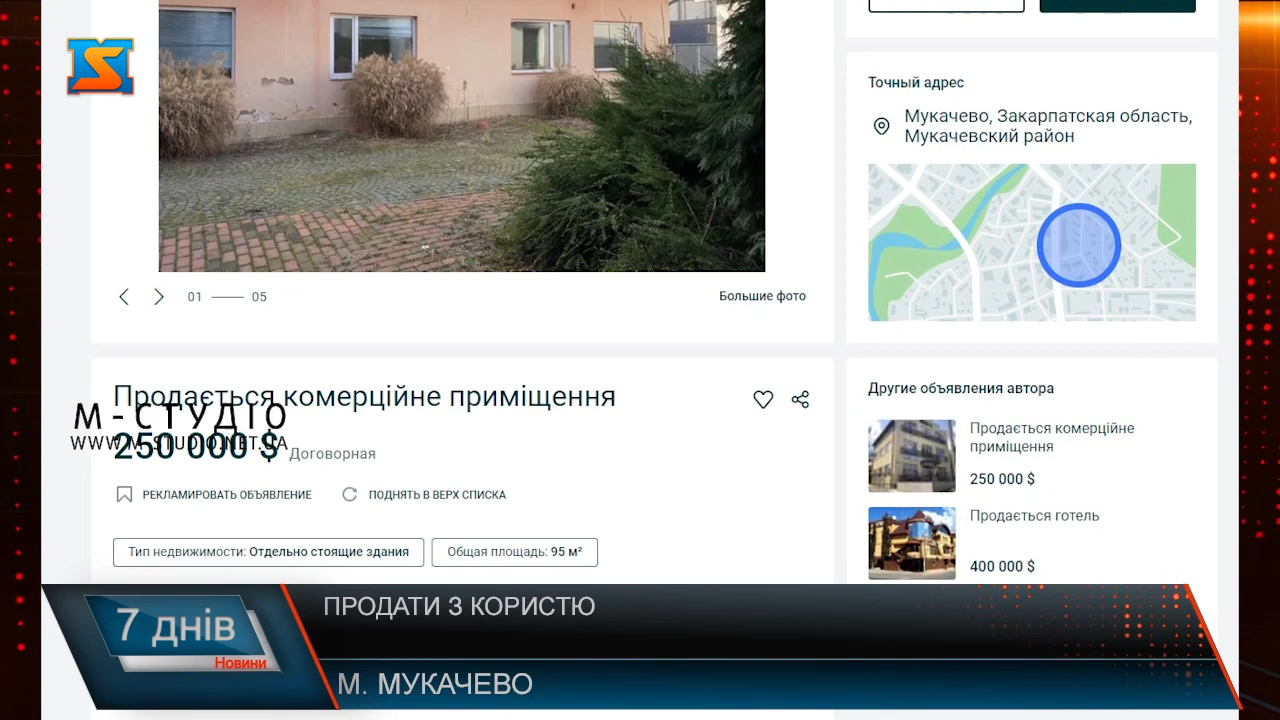 Точный адрес
Мукачево, Закарпатская область,
Мукачевский район
01 05
Большие фото
Продається комерційне приміщення
250 000 $ Договорная
М-СТУДІО
WWW.M-STUDIO.NET.UA
РЕКЛАМИРОВАТЬ ОБЪЯВЛЕНИЕ
ПОДНЯТЬ В ВЕРХ СПИСКА
Тип недвижимости: Отдельно стоящие здания
Общая площадь: 95 м²
Другие объявления автора
Продається комерційне
приміщення
250 000 $
Продається готель
400 000 $
7 днів
Новини
ПРОДАТИ З КОРИСТЮ
М. МУКАЧЕВО